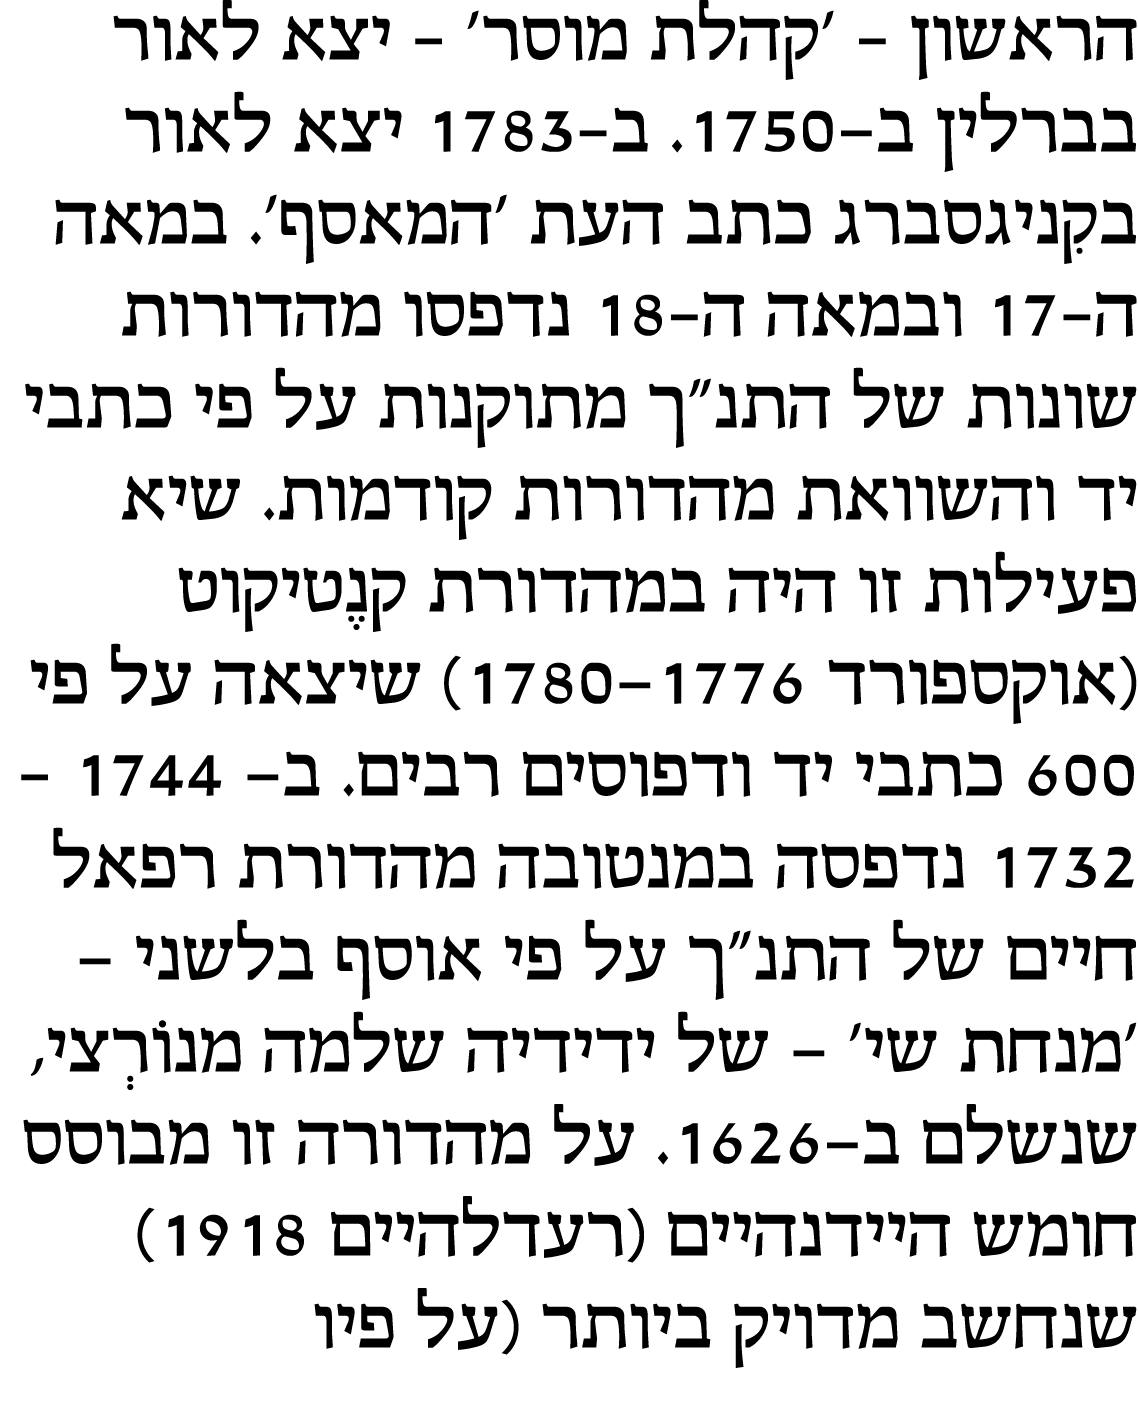 הראשון – 'קהלת מוסר' – יצא לאור
בברלין ב–1750. ב–1783 יצא לאור
בקִניגסברג כתב העת 'המאסף'. במאה
ה–17 ובמאה ה–18 נדפסו מהדורות
שונות של התנ"ך מתוקנות על פי כתבי
יד והשוואת מהדורות קודמות. שיא
פעילות זו היה במהדורת קנֶטיקוט
(אוקספורד 1776–1780) שיצאה על פי
600 כתבי יד ודפוסים רבים. ב– 1744 –
1732 נדפסה במנטובה מהדורת רפאל
חיים של התנ"ך על פי אוסף בלשני –
'מנחת שי' – של ידידיה שלמה מנוֹרְצי,
שנשלם ב–1626. על מהדורה זו מבוסס
חומש היידנהיים (רעדלהיים 1918)
שנחשב מדויק ביותר (על פיו